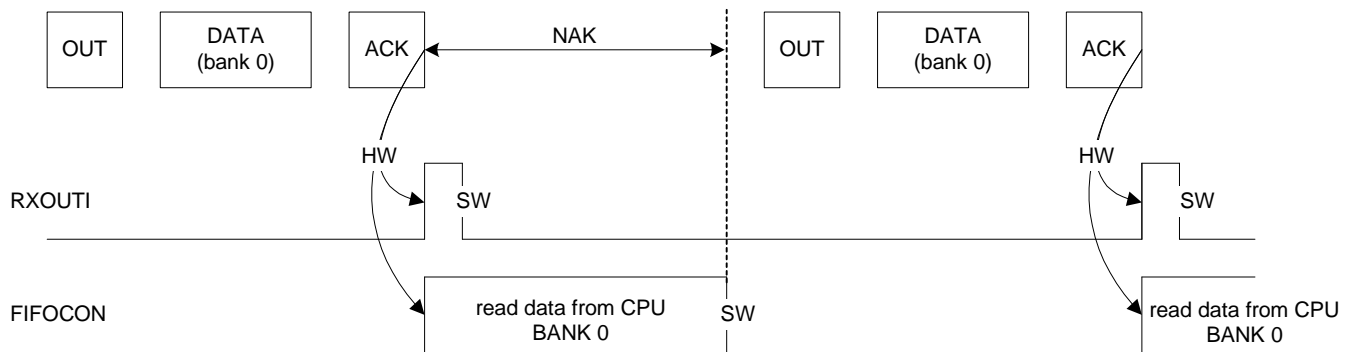 OUT
DATA
(bank 0)
ACK
NAK
OUT
DATA
(bank 0)
ACK
HW
HW
RXOUTI
SW
SW
FIFOCON
read data from CPU
BANK 0
SW
read data from CPU
BANK 0